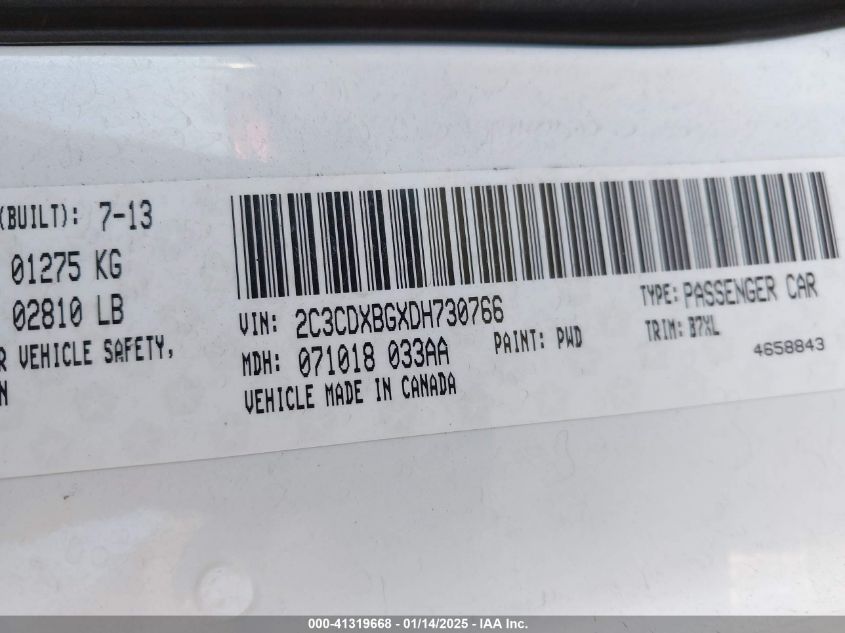 (BUILT): 7-13
01275 KG
02810 LB
R VEHICLE SAFETY,
N
VIN: 2C3CDXBGXDH730766
MDH: 071018 033AA
VEHICLE MADE IN CANADA
PAINT: PWD
TYPE: PASSENGER CAR
TRIM: B7XL
4658843
000-41319668 - 01/14/2025 - IAA Inc.